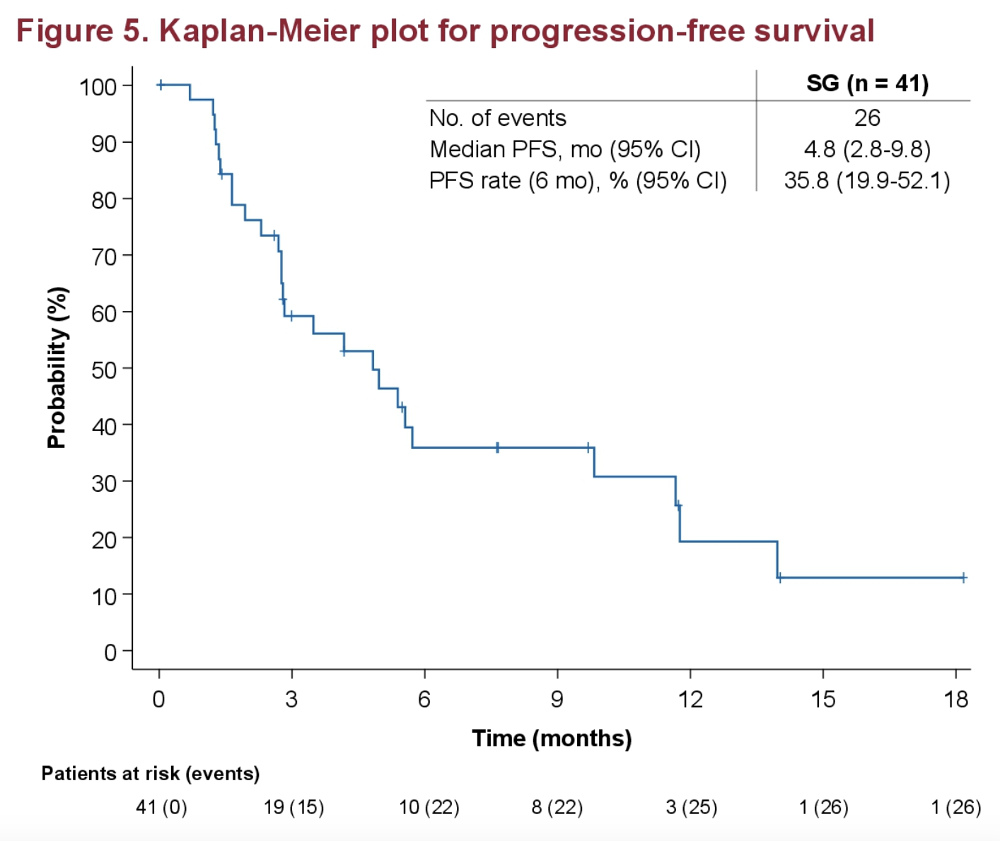 Figure 5. Kaplan-Meier plot for progression-free survival
SG (n = 41)
No. of events 26
Median PFS, mo (95% CI) 4.8 (2.8-9.8)
PFS rate (6 mo), % (95% CI) 35.8 (19.9-52.1)
Probability (%)
100
90
80
70
60
50
40
30
20
10
0
0 3 6 9 12 15 18
Time (months)
Patients at risk (events)
41 (0) 19 (15) 10 (22) 8 (22) 3 (25) 1 (26) 1 (26)